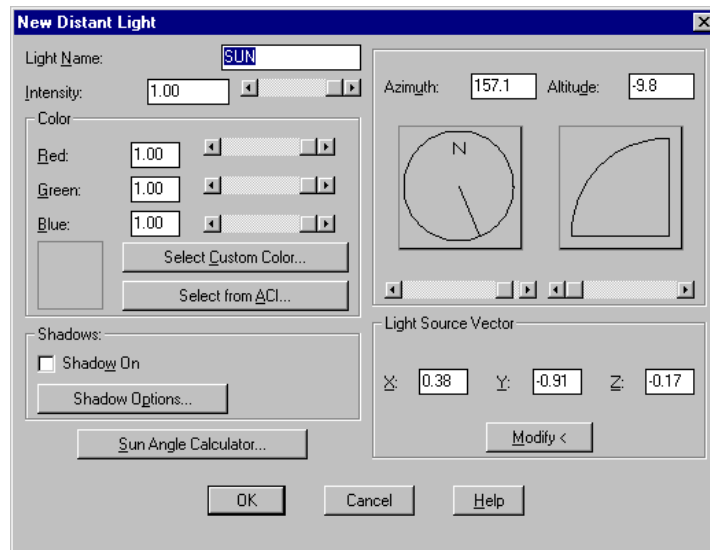 New Distant Light
Light Name: SUN
Intensity: 1.00
Color
Red: 1.00
Green: 1.00
Blue: 1.00
Select Custom Color...
Select from ACI...
Shadows:
Shadow On
Shadow Options...
Sun Angle Calculator...
Azimuth: 157.1 Altitude: -9.8
N
Light Source Vector
X: 0.38 Y: -0.91 Z: -0.17
Modify <
OK Cancel Help